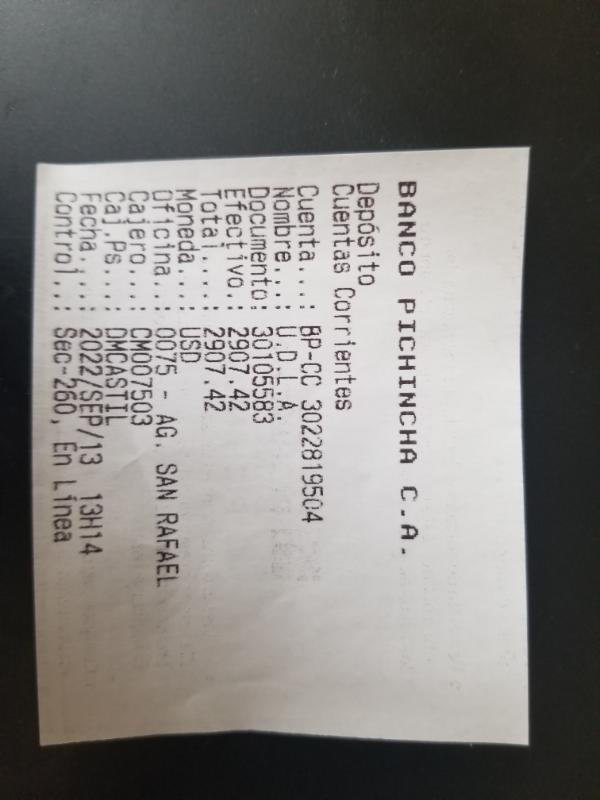 BANCO PICHINCHA C.A.
Depósito
Cuentas Corrientes
Cuenta...: BP-CC 3022819504
Nombre..: U.D.L.A.
Documento: 30105583
Efectivo.: 2907.42
Total....: 2907.42
Moneda...: USD
Oficina..: 0075 - AG. SAN RAFAEL
Cajero...: CM007503
Caj.Ps...: DMCASTIL
Fecha....: 2022/SEP/13 13H14
Control..: Sec-260, En Línea